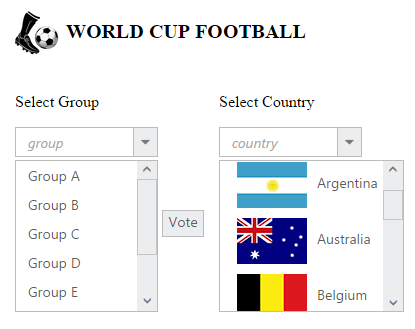 WORLD CUP FOOTBALL
Select Group
group
Group A
Group B
Group C
Group D
Group E
Vote
Select Country
country
Argentina
Australia
Belgium